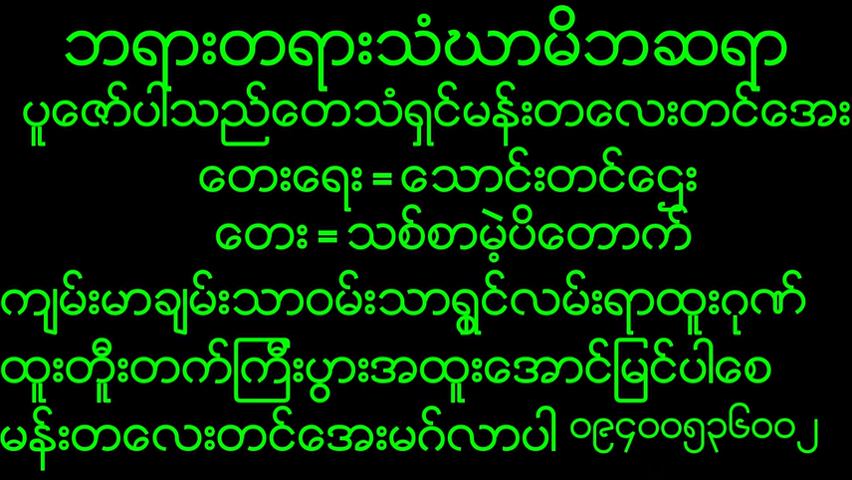 ဘရားတရားသံဃာမိဘဆရာ
ပူဇော်ပါသည်တေသံရှင်မန်းတလေးတင်အေး
တေးရေး = သောင်းတင်ဌေး
တေး = သစ်စာမဲ့ပိတောက်
ကျမ်းမာချမ်းသာဝမ်းသာရွှင်လမ်းရာထူးဂုဏ်
ထူးတိူးတက်ကြီးပွားအထူးအောင်မြင်ပါစေ
မန်းတလေးတင်အေးမဂ်လာပါ ၀၉၄၀၀၅၃၆၀၀၂